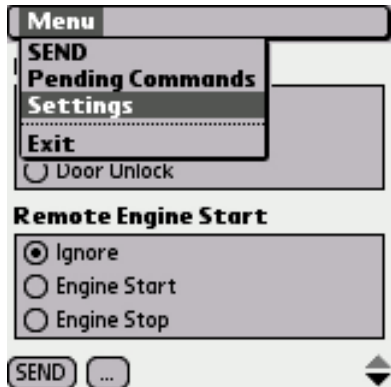 Menu
SEND
Pending Commands
Settings
Exit
Door Unlock
Remote Engine Start
Ignore
Engine Start
Engine Stop
SEND ...